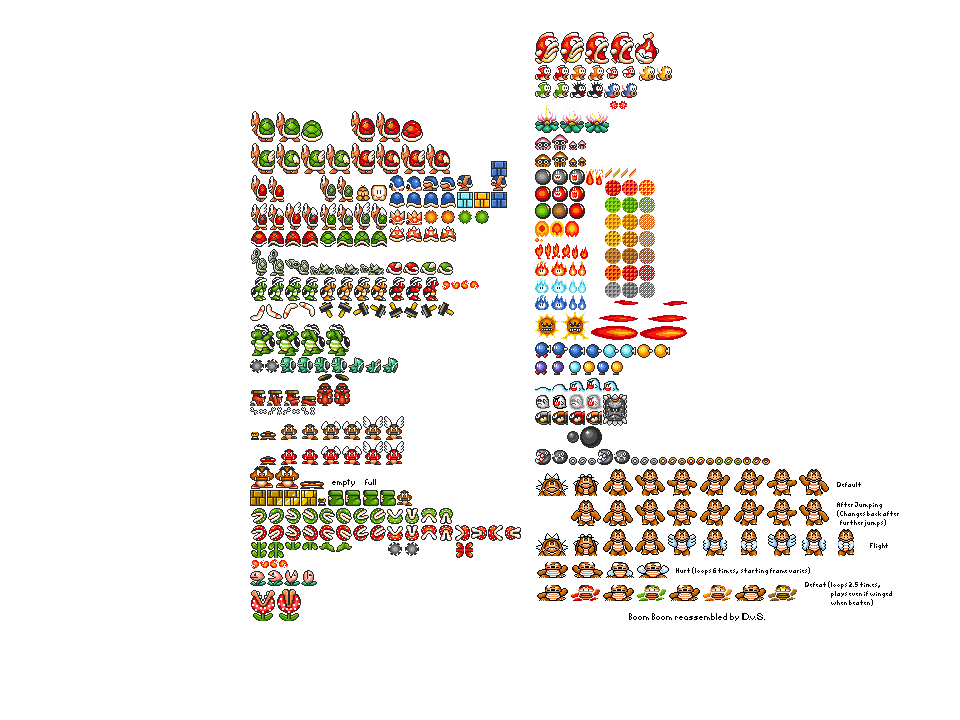 empty full
Default
After Jumping
(Changes back after
further jumps)
Flight
Hurt (loops 6 times, starting frame varies)
Defeat (loops 2.5 times,
plays even if winged
when beaten)
Boom Boom reassembled by D.v.S.